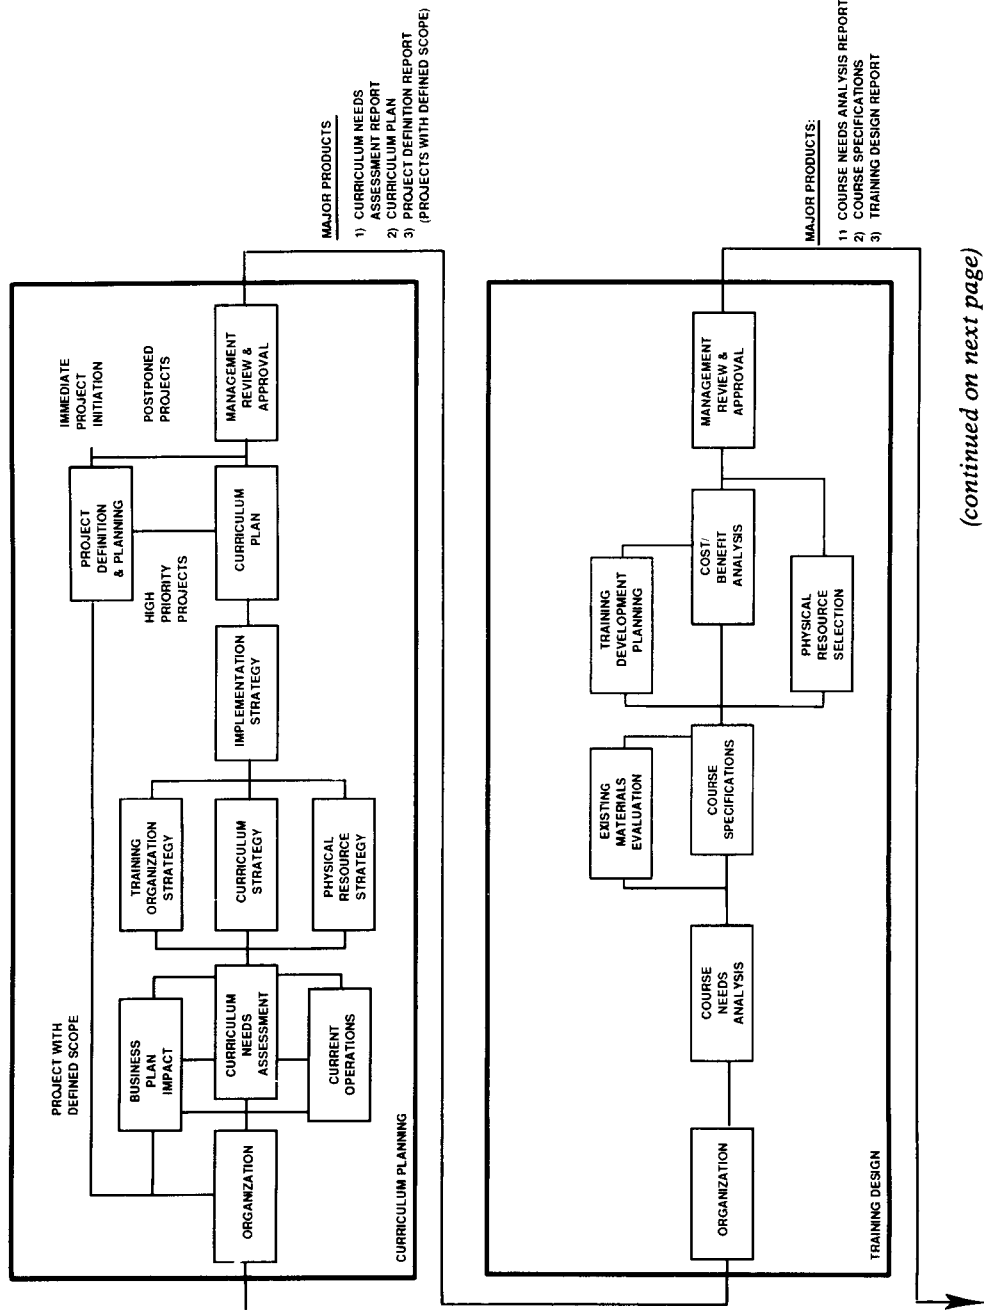 CURRICULUM PLANNING
ORGANIZATION
PROJECT WITH
DEFINED SCOPE
BUSINESS
PLAN
IMPACT
CURRICULUM
NEEDS
ASSESSMENT
CURRENT
OPERATIONS
TRAINING
ORGANIZATION
STRATEGY
CURRICULUM
STRATEGY
PHYSICAL
RESOURCE
STRATEGY
IMPLEMENTATION
STRATEGY
HIGH
PRIORITY
PROJECTS
PROJECT
DEFINITION
& PLANNING
CURRICULUM
PLAN
IMMEDIATE
PROJECT
INITIATION
POSTPONED
PROJECTS
MANAGEMENT
REVIEW &
APPROVAL
MAJOR PRODUCTS
1) CURRICULUM NEEDS
ASSESSMENT REPORT
2) CURRICULUM PLAN
3) PROJECT DEFINITION REPORT
(PROJECTS WITH DEFINED SCOPE)
TRAINING DESIGN
ORGANIZATION
COURSE
NEEDS
ANALYSIS
EXISTING
MATERIALS
EVALUATION
COURSE
SPECIFICATIONS
TRAINING
DEVELOPMENT
PLANNING
COST/
BENEFIT
ANALYSIS
PHYSICAL
RESOURCE
SELECTION
MANAGEMENT
REVIEW &
APPROVAL
MAJOR PRODUCTS:
1) COURSE NEEDS ANALYSIS REPORT
2) COURSE SPECIFICATIONS
3) TRAINING DESIGN REPORT
(continued on next page)